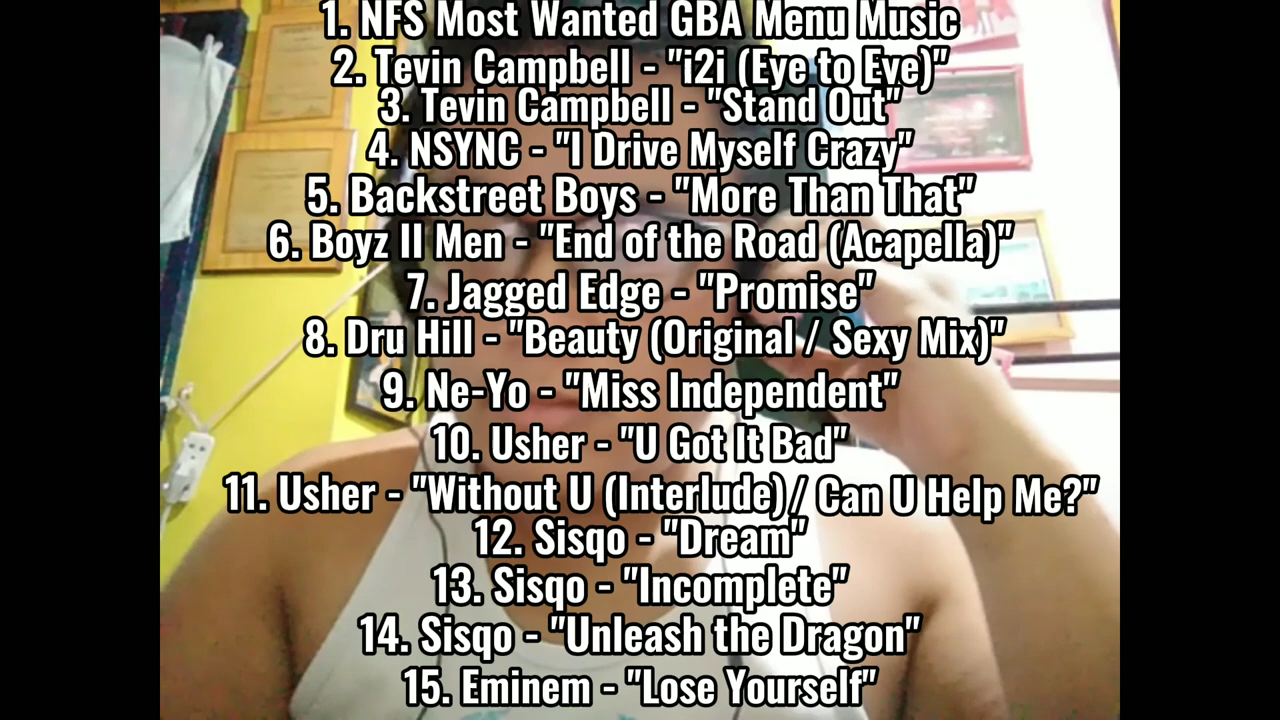 1. NFS Most Wanted GBA Menu Music
2. Tevin Campbell - "i2i (Eye to Eye)"
3. Tevin Campbell - "Stand Out"
4. NSYNC - "I Drive Myself Crazy"
5. Backstreet Boys - "More Than That"
6. Boyz II Men - "End of the Road (Acapella)"
7. Jagged Edge - "Promise"
8. Dru Hill - "Beauty (Original / Sexy Mix)"
9. Ne-Yo - "Miss Independent"
10. Usher - "U Got It Bad"
11. Usher - "Without U (Interlude)/ Can U Help Me?"
12. Sisqo - "Dream"
13. Sisqo - "Incomplete"
14. Sisqo - "Unleash the Dragon"
15. Eminem - "Lose Yourself"